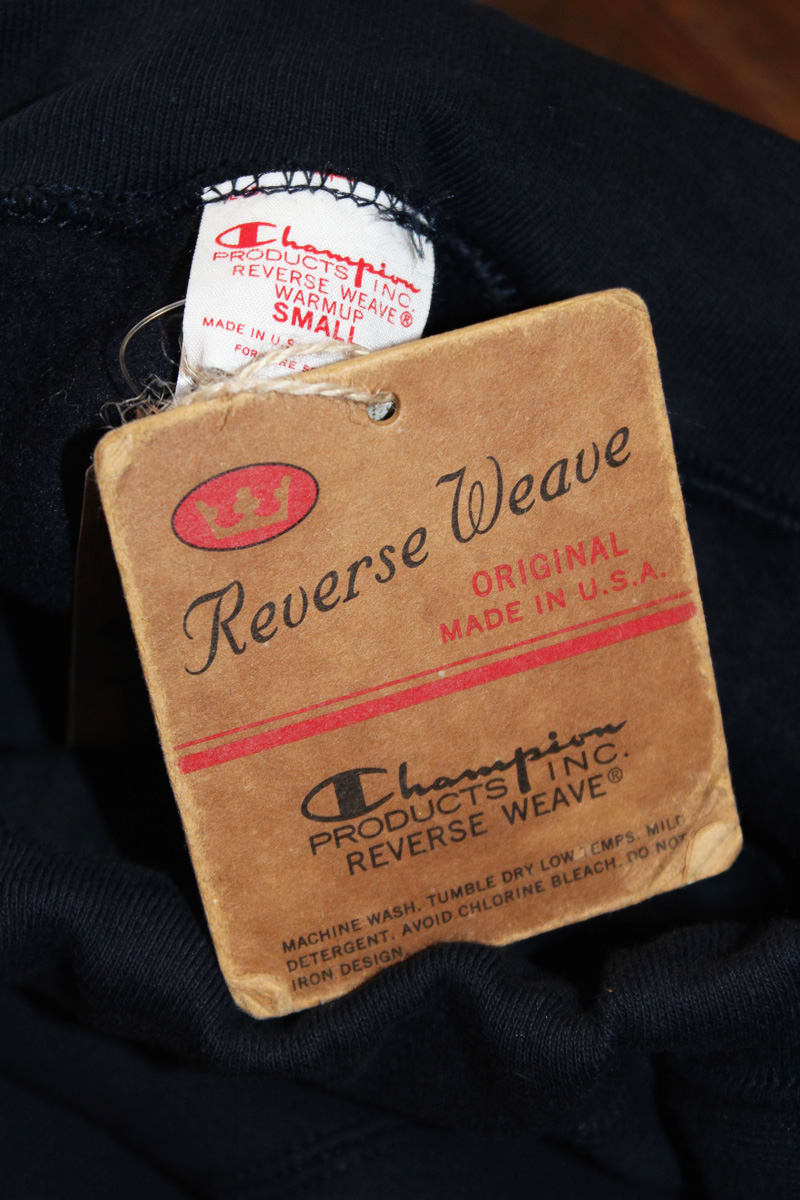 Champion
PRODUCTS INC.
REVERSE WEAVE®
WARMUP
SMALL
MADE IN U.S.
Reverse Weave
ORIGINAL
MADE IN U.S.A.
Champion
PRODUCTS INC.
REVERSE WEAVE®
MACHINE WASH. TUMBLE DRY LOW TEMPS. MILD
DETERGENT. AVOID CHLORINE BLEACH. DO NOT
IRON DESIGN.